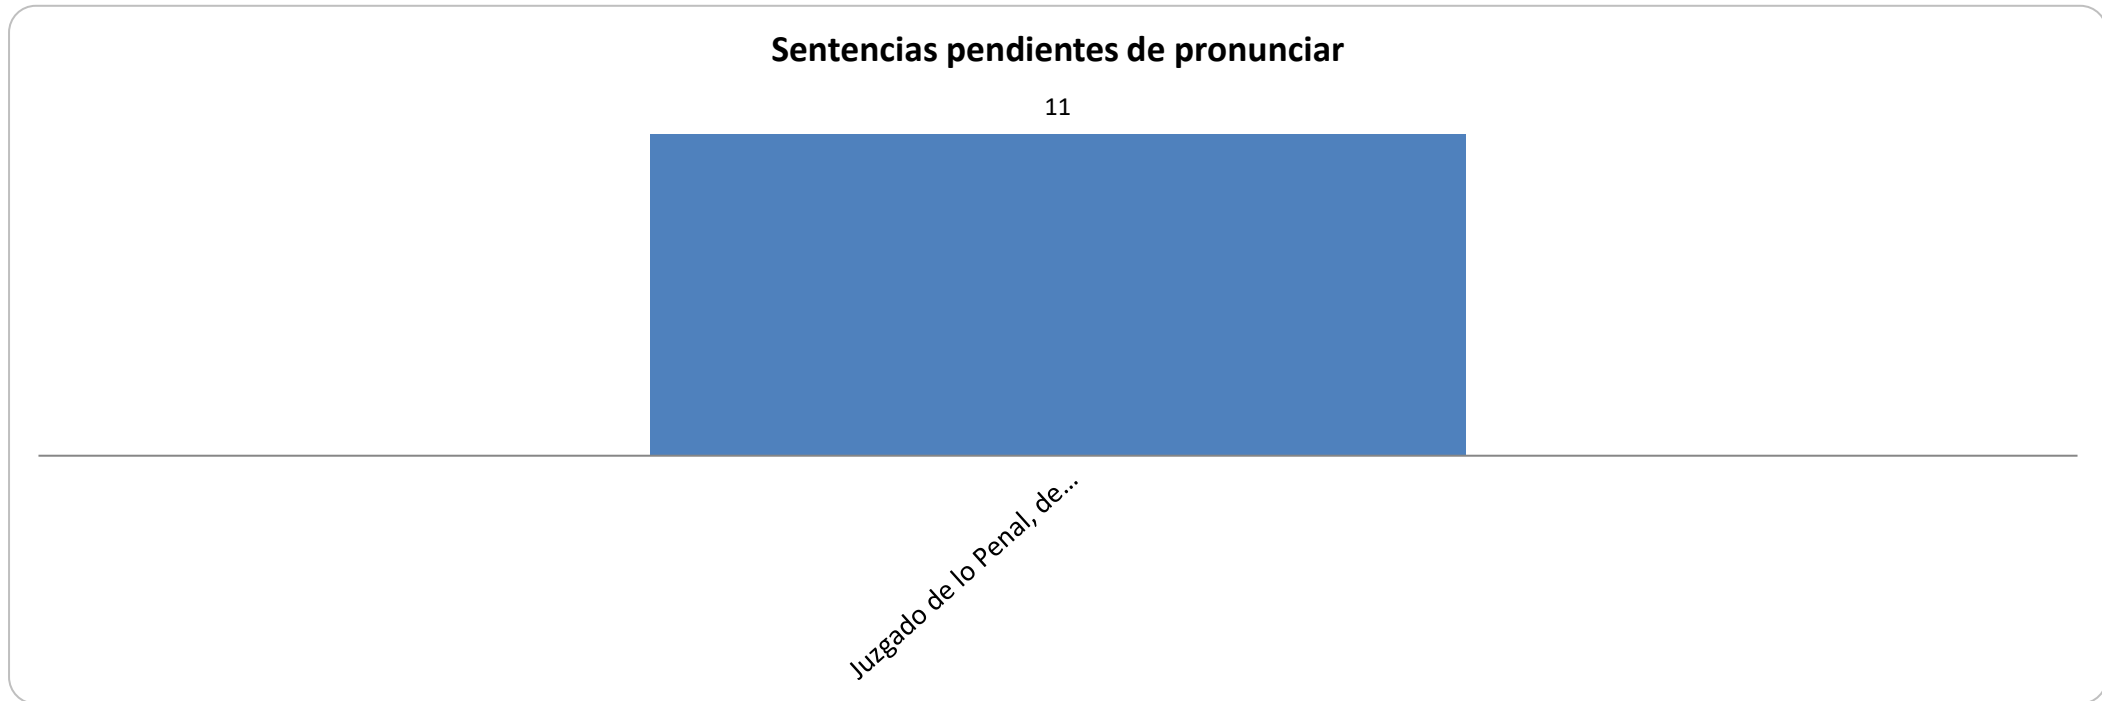 Sentencias pendientes de pronunciar
11
Juzgado de lo Penal, de...